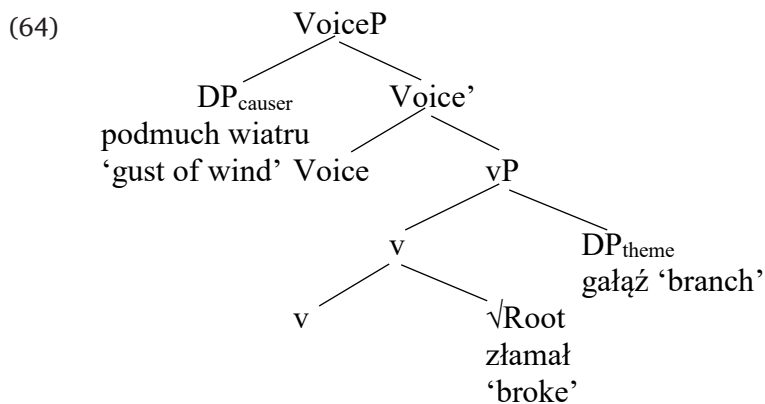 (64) VoiceP
DPcauser Voice’
podmuch wiatru
‘gust of wind’ Voice vP
v DPtheme
gałąź ‘branch’
v √Root
złamał
‘broke’